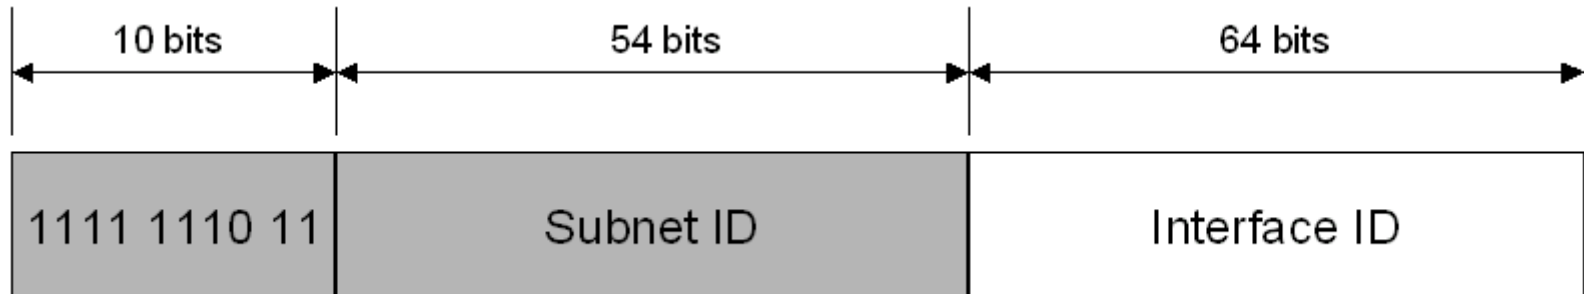 10 bits 54 bits 64 bits
1111 1110 11 Subnet ID Interface ID